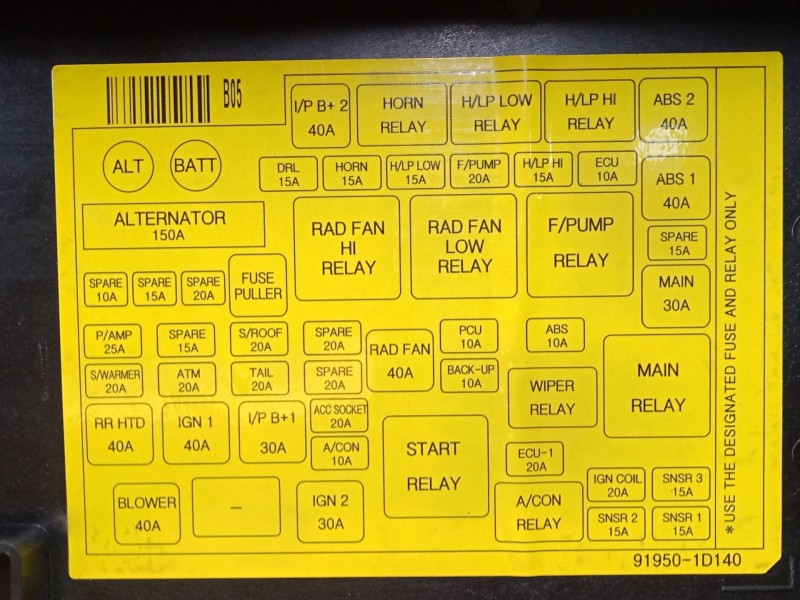 B05
I/P B+ 2
40A
HORN
RELAY
H/LP LOW
RELAY
H/LP HI
RELAY
ABS 2
40A
ALT
BATT
DRL
15A
HORN
15A
H/LP LOW
15A
F/PUMP
20A
H/LP HI
15A
ECU
10A
ABS 1
40A
ALTERNATOR
150A
RAD FAN
HI
RELAY
RAD FAN
LOW
RELAY
F/PUMP
RELAY
SPARE
15A
SPARE
10A
SPARE
15A
SPARE
20A
FUSE
PULLER
MAIN
30A
P/AMP
25A
SPARE
15A
S/ROOF
20A
SPARE
20A
RAD FAN
40A
PCU
10A
ABS
10A
MAIN
RELAY
S/WARMER
20A
ATM
20A
TAIL
20A
SPARE
20A
BACK-UP
10A
WIPER
RELAY
RR HTD
40A
IGN 1
40A
I/P B+1
30A
ACC SOCKET
20A
A/CON
10A
START
RELAY
ECU-1
20A
IGN COIL
20A
SNSR 3
15A
BLOWER
40A
–
IGN 2
30A
A/CON
RELAY
SNSR 2
15A
SNSR 1
15A
*USE THE DESIGNATED FUSE AND RELAY ONLY
91950-1D140